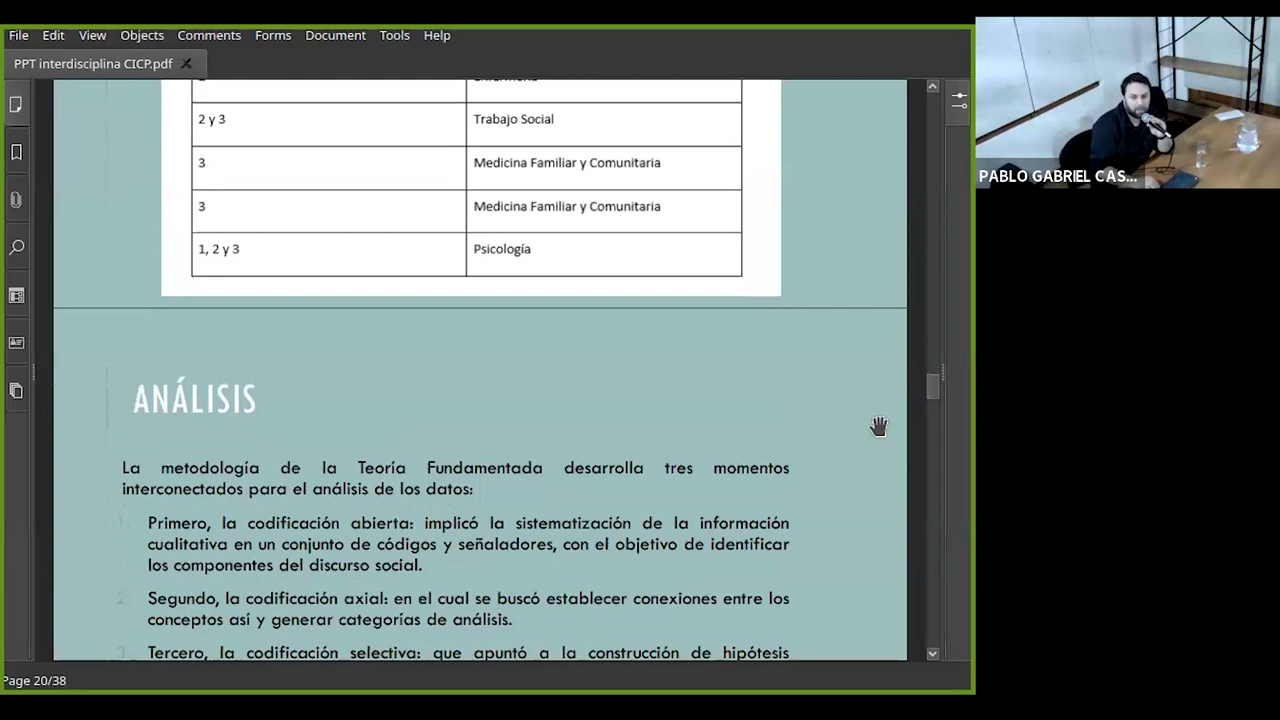 File Edit View Objects Comments Forms Document Tools Help
PPT interdisciplina CICP.pdf
PABLO GABRIEL CAS...
2 y 3 Trabajo Social
3 Medicina Familiar y Comunitaria
3 Medicina Familiar y Comunitaria
1, 2 y 3 Psicología
ANÁLISIS
La metodología de la Teoría Fundamentada desarrolla tres momentos
interconectados para el análisis de los datos:
1. Primero, la codificación abierta: implicó la sistematización de la información
cualitativa en un conjunto de códigos y señaladores, con el objetivo de identificar
los componentes del discurso social.
2. Segundo, la codificación axial: en el cual se buscó establecer conexiones entre los
conceptos así y generar categorías de análisis.
3. Tercero, la codificación selectiva: que apuntó a la construcción de hipótesis
Page 20/38